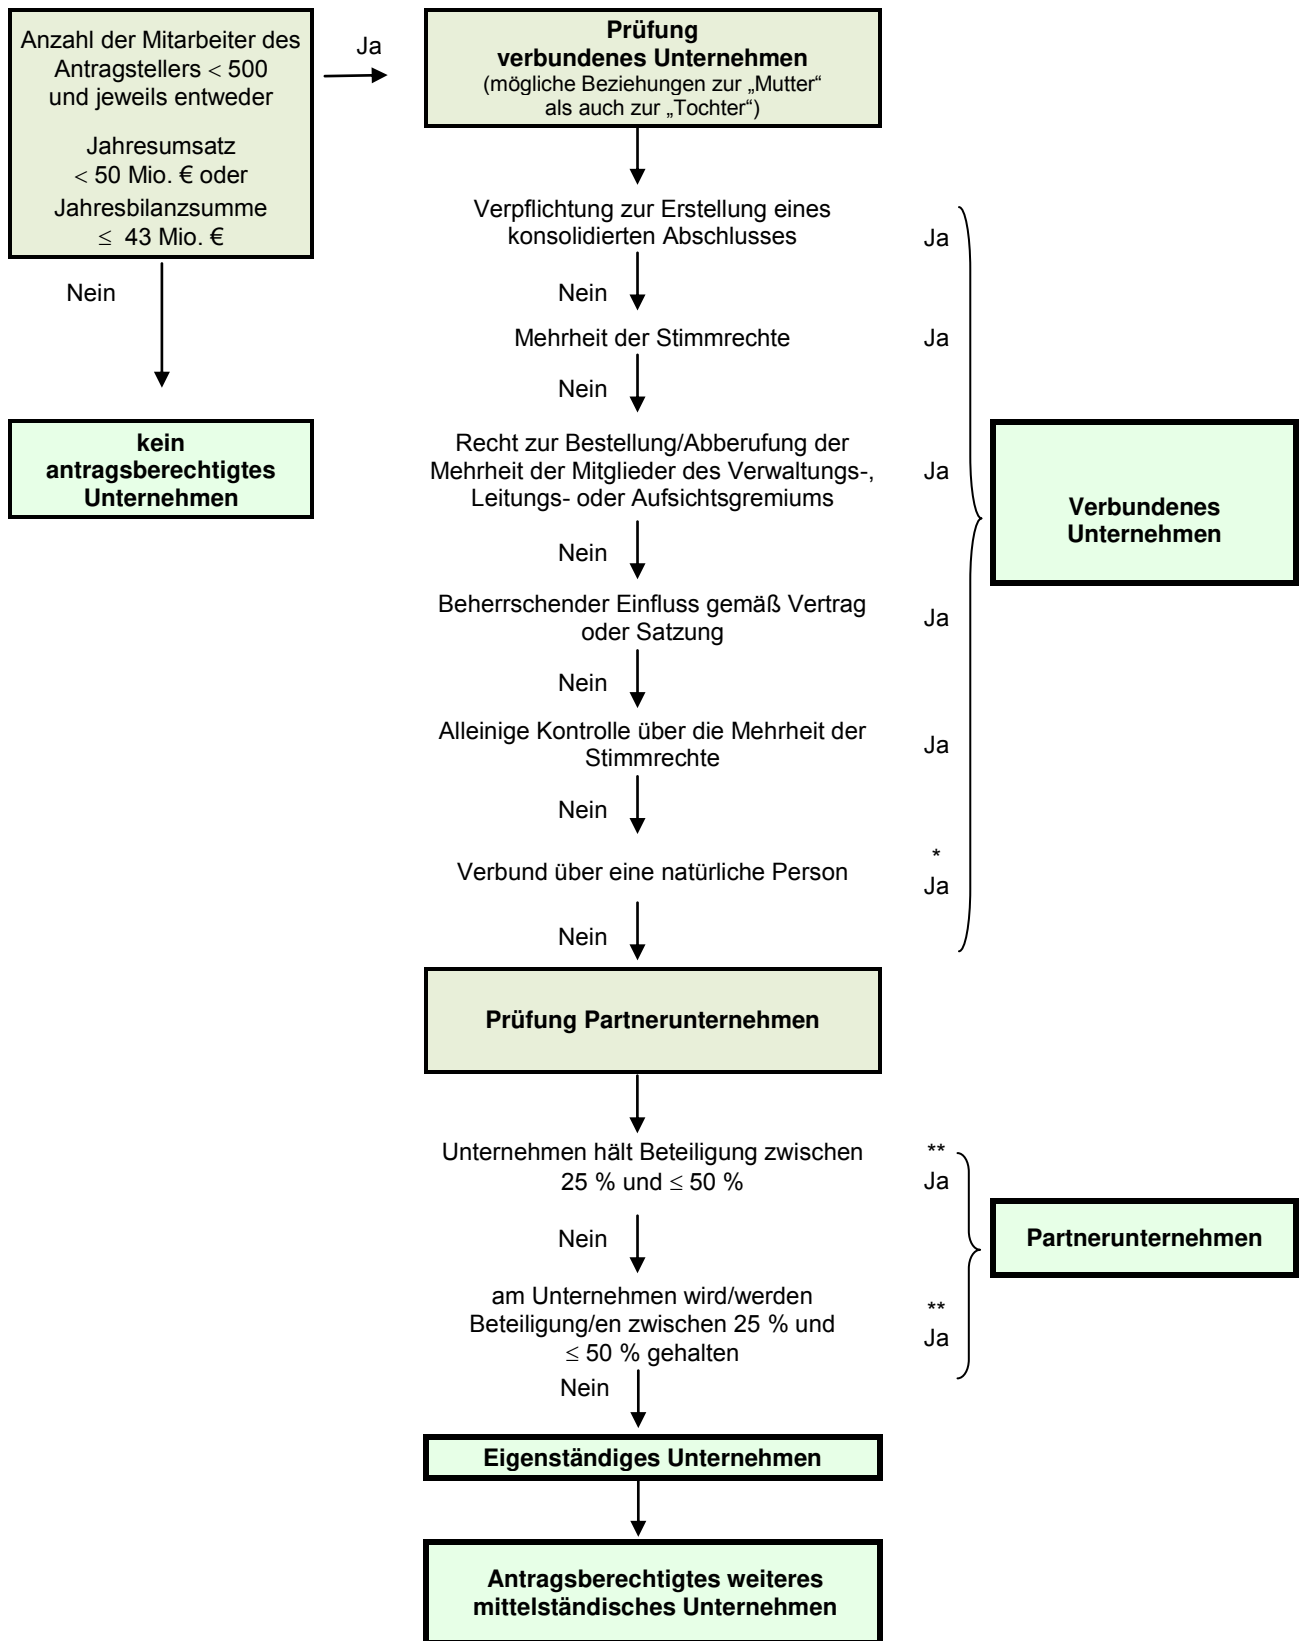 Anzahl der Mitarbeiter des
Antragstellers < 500
und jeweils entweder
Jahresumsatz
< 50 Mio. € oder
Jahresbilanzsumme
≤ 43 Mio. €
Ja
Prüfung
verbundenes Unternehmen
(mögliche Beziehungen zur „Mutter“
als auch zur „Tochter“)
Nein
kein
antragsberechtigtes
Unternehmen
Verpflichtung zur Erstellung eines
konsolidierten Abschlusses
Ja
Nein
Mehrheit der Stimmrechte
Ja
Nein
Recht zur Bestellung/Abberufung der
Mehrheit der Mitglieder des Verwaltungs-,
Leitungs- oder Aufsichtsgremiums
Ja
Nein
Beherrschender Einfluss gemäß Vertrag
oder Satzung
Ja
Nein
Alleinige Kontrolle über die Mehrheit der
Stimmrechte
Ja
Nein
Verbund über eine natürliche Person
*
Ja
Nein
Verbundenes
Unternehmen
Prüfung Partnerunternehmen
Unternehmen hält Beteiligung zwischen
25 % und ≤ 50 %
**
Ja
Nein
am Unternehmen wird/werden
Beteiligung/en zwischen 25 % und
≤ 50 % gehalten
**
Ja
Nein
Partnerunternehmen
Eigenständiges Unternehmen
Antragsberechtigtes weiteres
mittelständisches Unternehmen